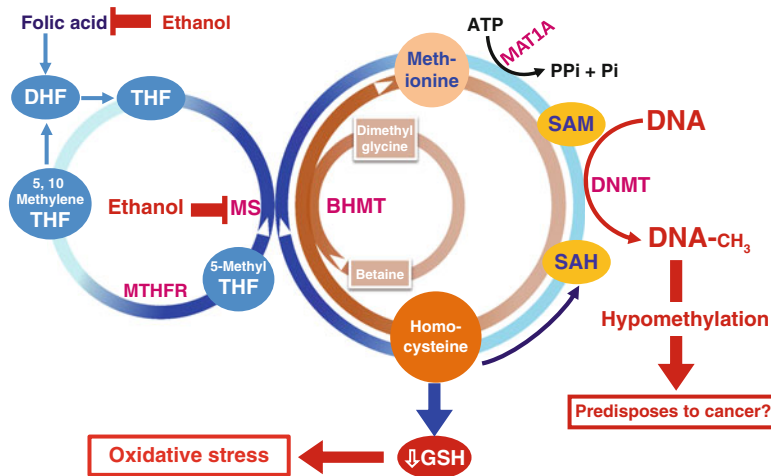 Folic acid
Ethanol
ATP
MAT1A
PPi + Pi
Meth-
ionine
DHF
THF
SAM
DNA
Dimethyl
glycine
5, 10
Methylene
THF
Ethanol
MS
BHMT
DNMT
5-Methyl
THF
MTHFR
Betaine
SAH
DNA-CH₃
Homo-
cysteine
Hypomethylation
Predisposes to cancer?
Oxidative stress
⇩GSH